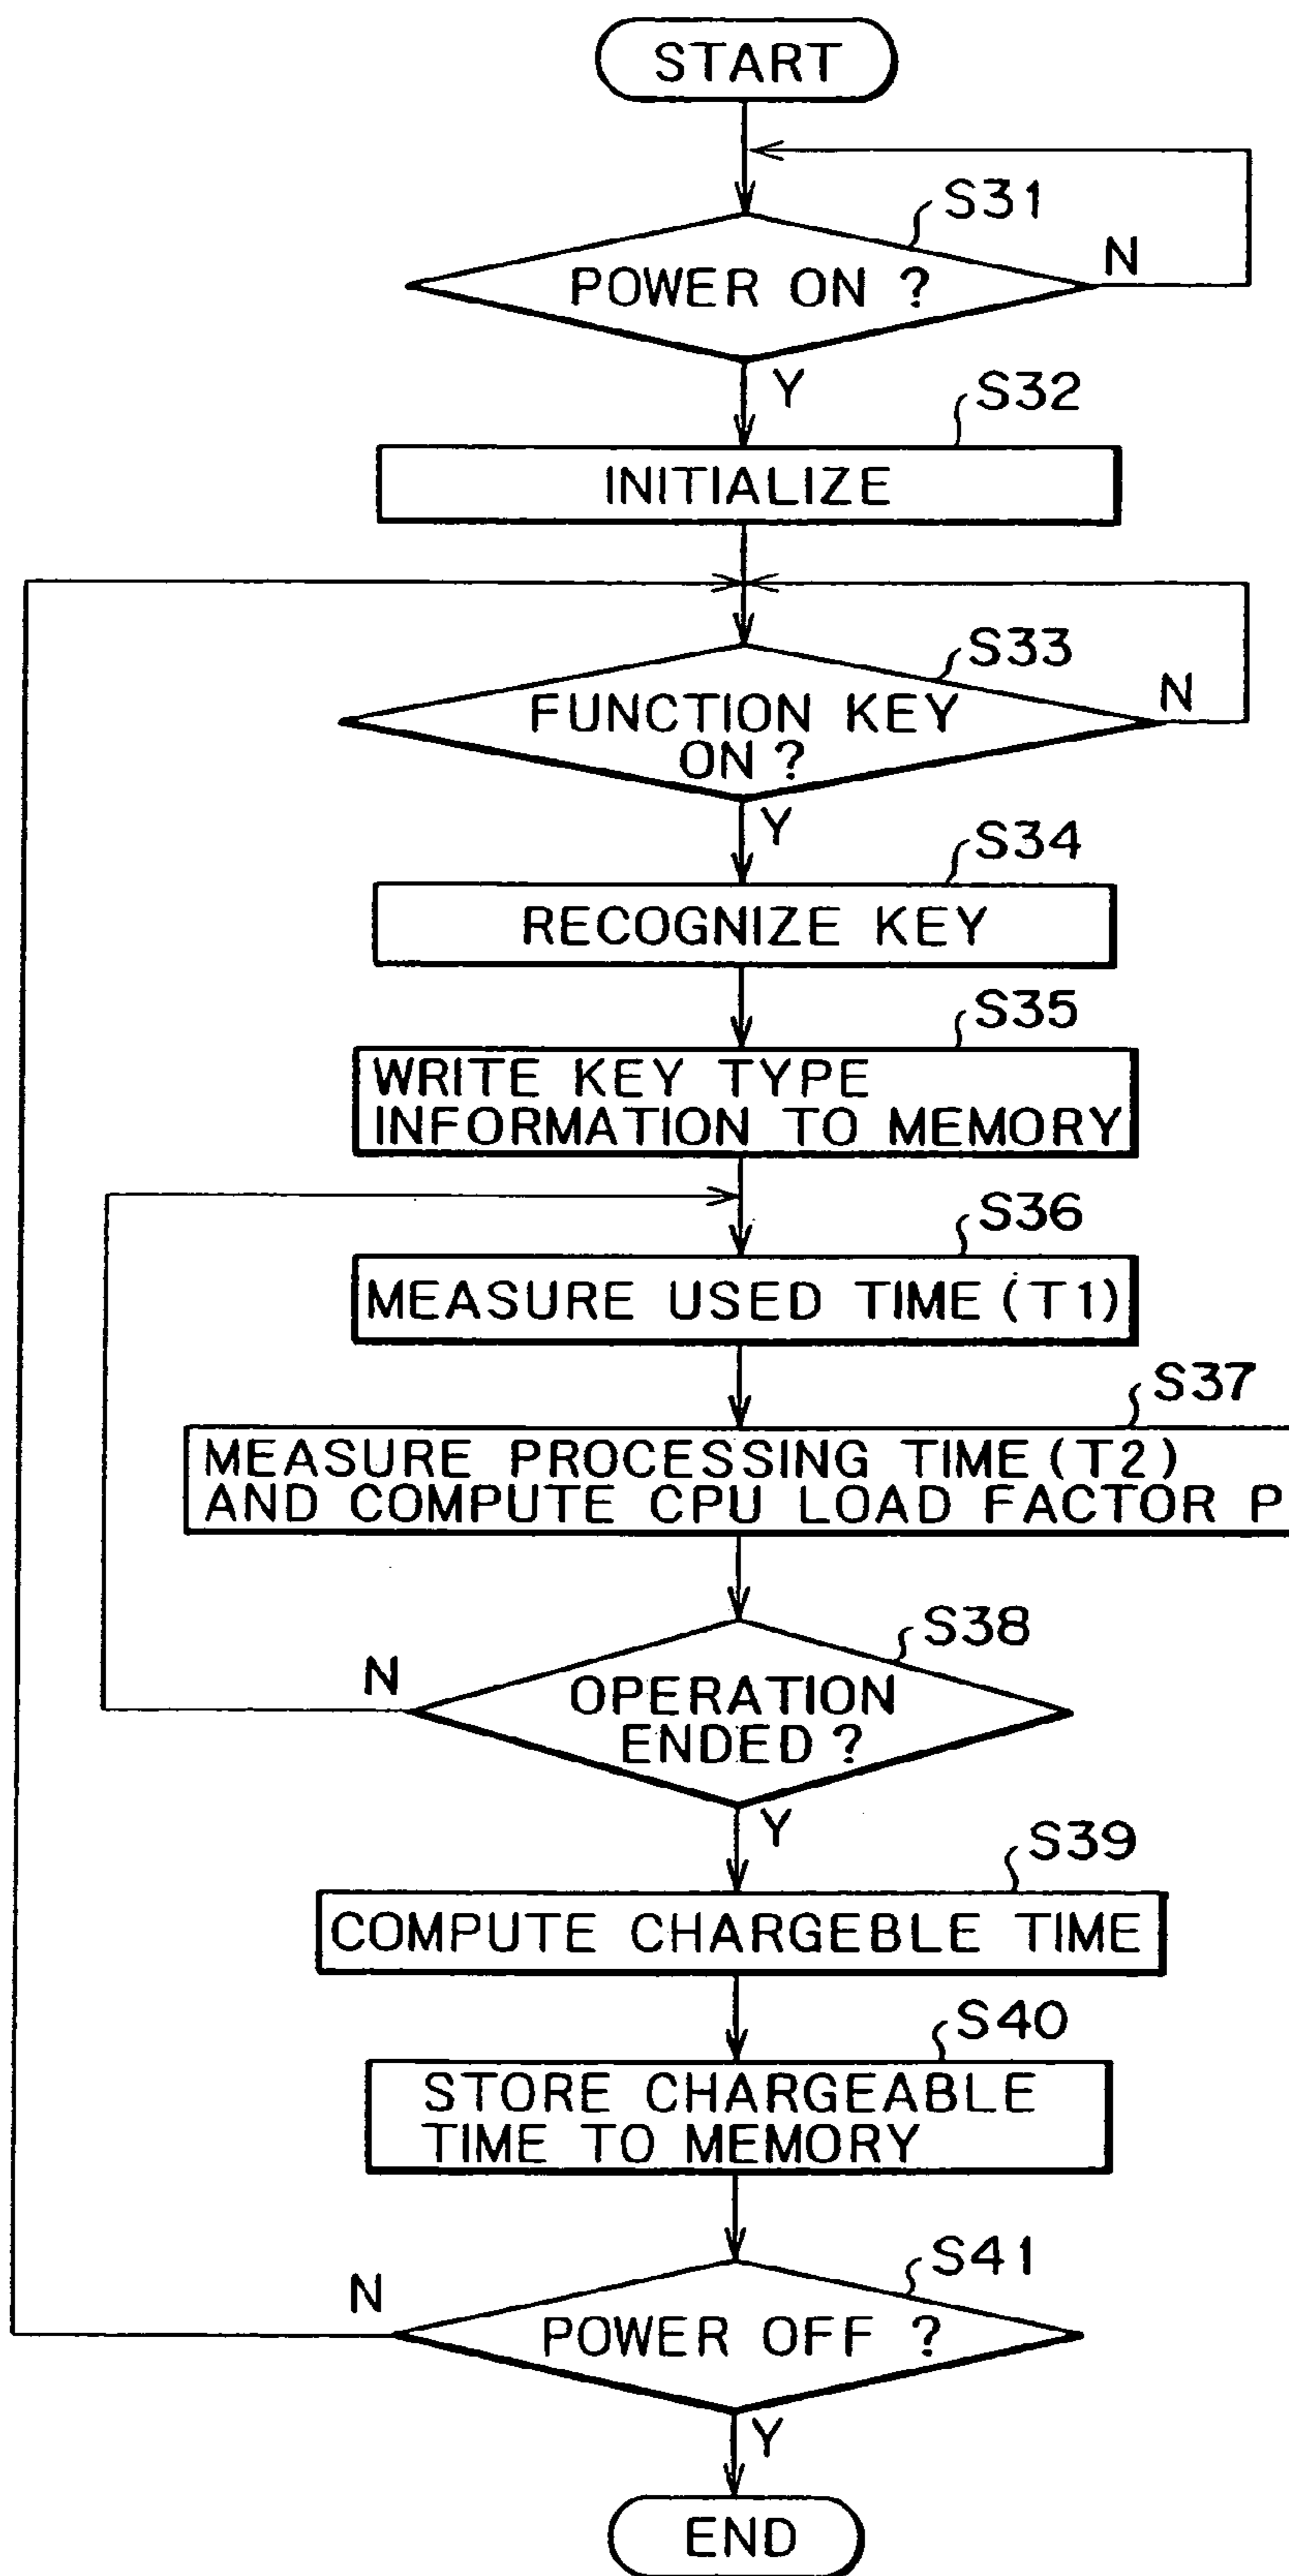 START
S31
POWER ON ?
N
Y
S32
INITIALIZE
S33
FUNCTION KEY
ON ?
N
Y
S34
RECOGNIZE KEY
S35
WRITE KEY TYPE
INFORMATION TO MEMORY
S36
MEASURE USED TIME (T1)
S37
MEASURE PROCESSING TIME (T2)
AND COMPUTE CPU LOAD FACTOR P
S38
N
OPERATION
ENDED ?
Y
S39
COMPUTE CHARGEBLE TIME
S40
STORE CHARGEABLE
TIME TO MEMORY
S41
N
POWER OFF ?
Y
END